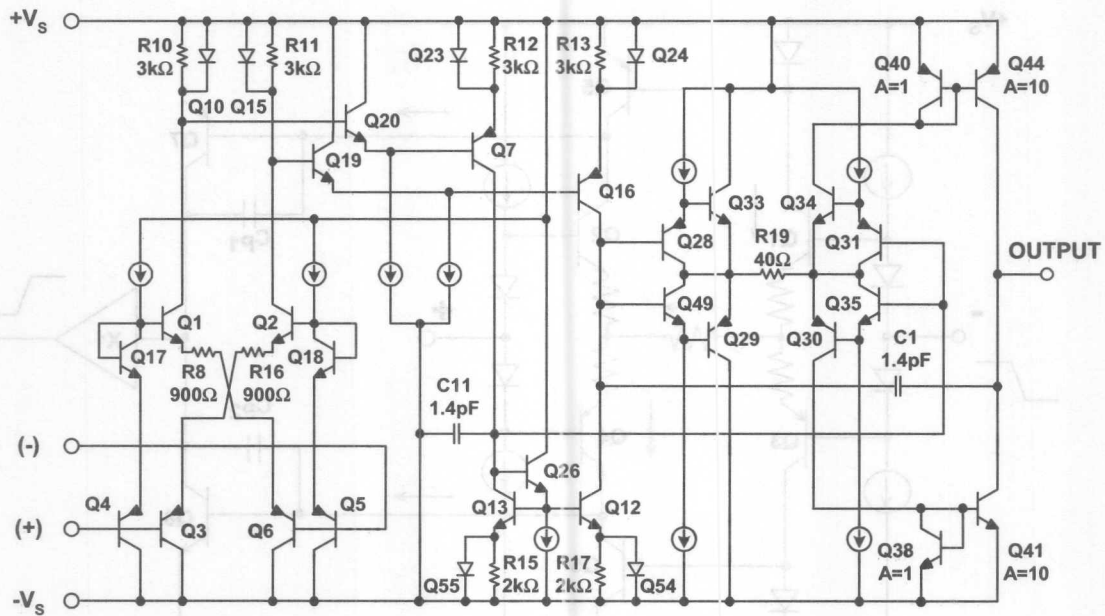 +VS
R10
3kΩ
R11
3kΩ
Q10
Q15
Q23
R12
3kΩ
R13
3kΩ
Q24
Q40
A=1
Q44
A=10
Q20
Q19
Q7
Q16
Q33
Q34
Q28
R19
40Ω
Q31
OUTPUT
Q1
Q2
Q17
Q18
R8
900Ω
R16
900Ω
Q49
Q29
Q35
Q30
C1
1.4pF
C11
1.4pF
(-)
(+)
Q4
Q3
Q6
Q5
Q26
Q13
Q12
Q55
R15
2kΩ
R17
2kΩ
Q54
Q38
A=1
Q41
A=10
-VS